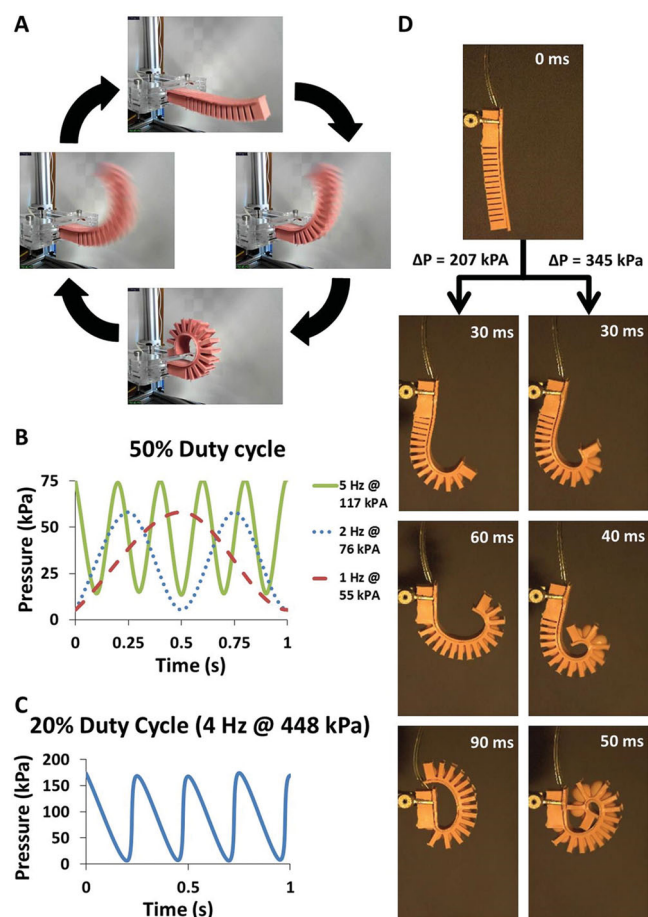 A
B
50% Duty cycle
Pressure (kPa)
75
50
25
0
0
0.25
0.5
0.75
1
Time (s)
5 Hz @
117 kPA
2 Hz @
76 kPA
1 Hz @
55 kPA
C
20% Duty Cycle (4 Hz @ 448 kPa)
Pressure (kPa)
200
150
100
50
0
0
0.5
1
Time (s)
D
0 ms
ΔP = 207 kPA
ΔP = 345 kPa
30 ms
30 ms
60 ms
40 ms
90 ms
50 ms